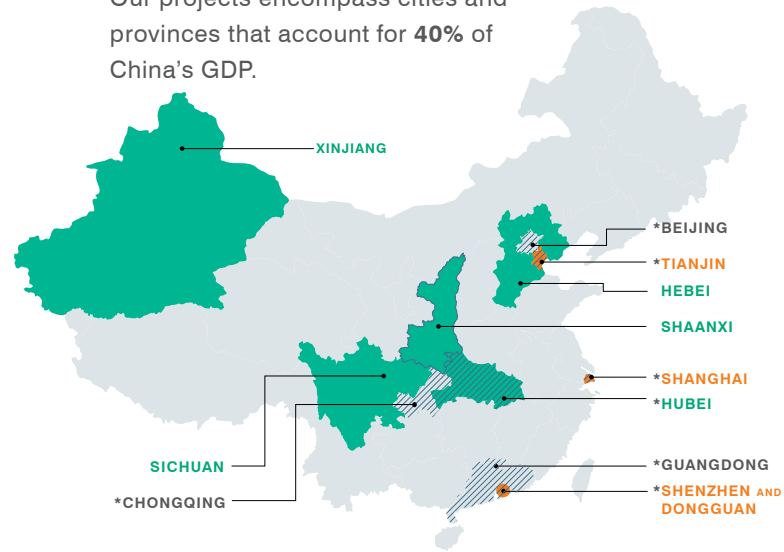 Our projects encompass cities and
provinces that account for 40% of
China's GDP.
XINJIANG
*BEIJING
*TIANJIN
HEBEI
SHAANXI
*SHANGHAI
*HUBEI
SICHUAN
*GUANGDONG
*CHONGQING
*SHENZHEN AND
DONGGUAN